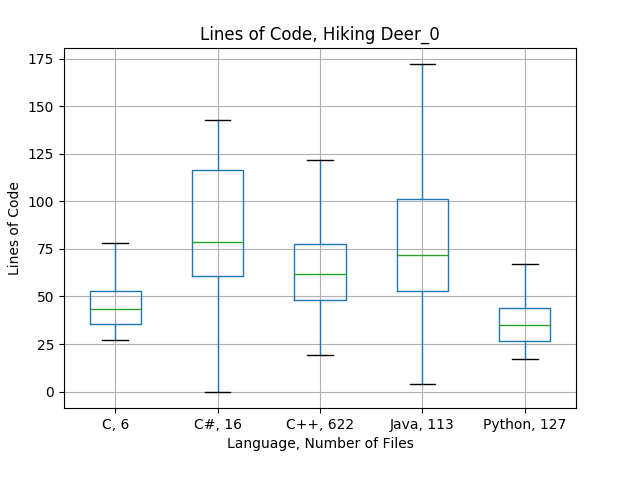 Lines of Code, Hiking Deer_0
175
150
125
100
75
50
25
0
Lines of Code
C, 6
C#, 16
C++, 622
Java, 113
Python, 127
Language, Number of Files